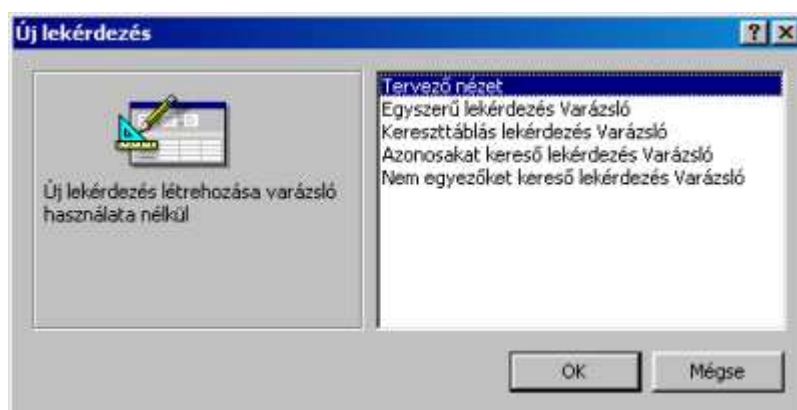 Új lekérdezés
Új lekérdezés létrehozása varázsló
használata nélkül
Tervező nézet
Egyszerű lekérdezés Varázsló
Kereszttáblás lekérdezés Varázsló
Azonosakat kereső lekérdezés Varázsló
Nem egyezőket kereső lekérdezés Varázsló
OK
Mégse